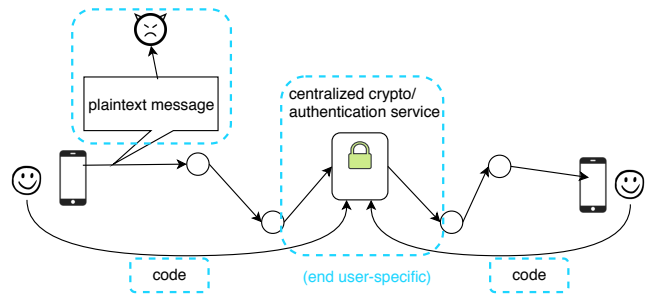 centralized crypto/
authentication service
plaintext message
code
(end user-specific)
code